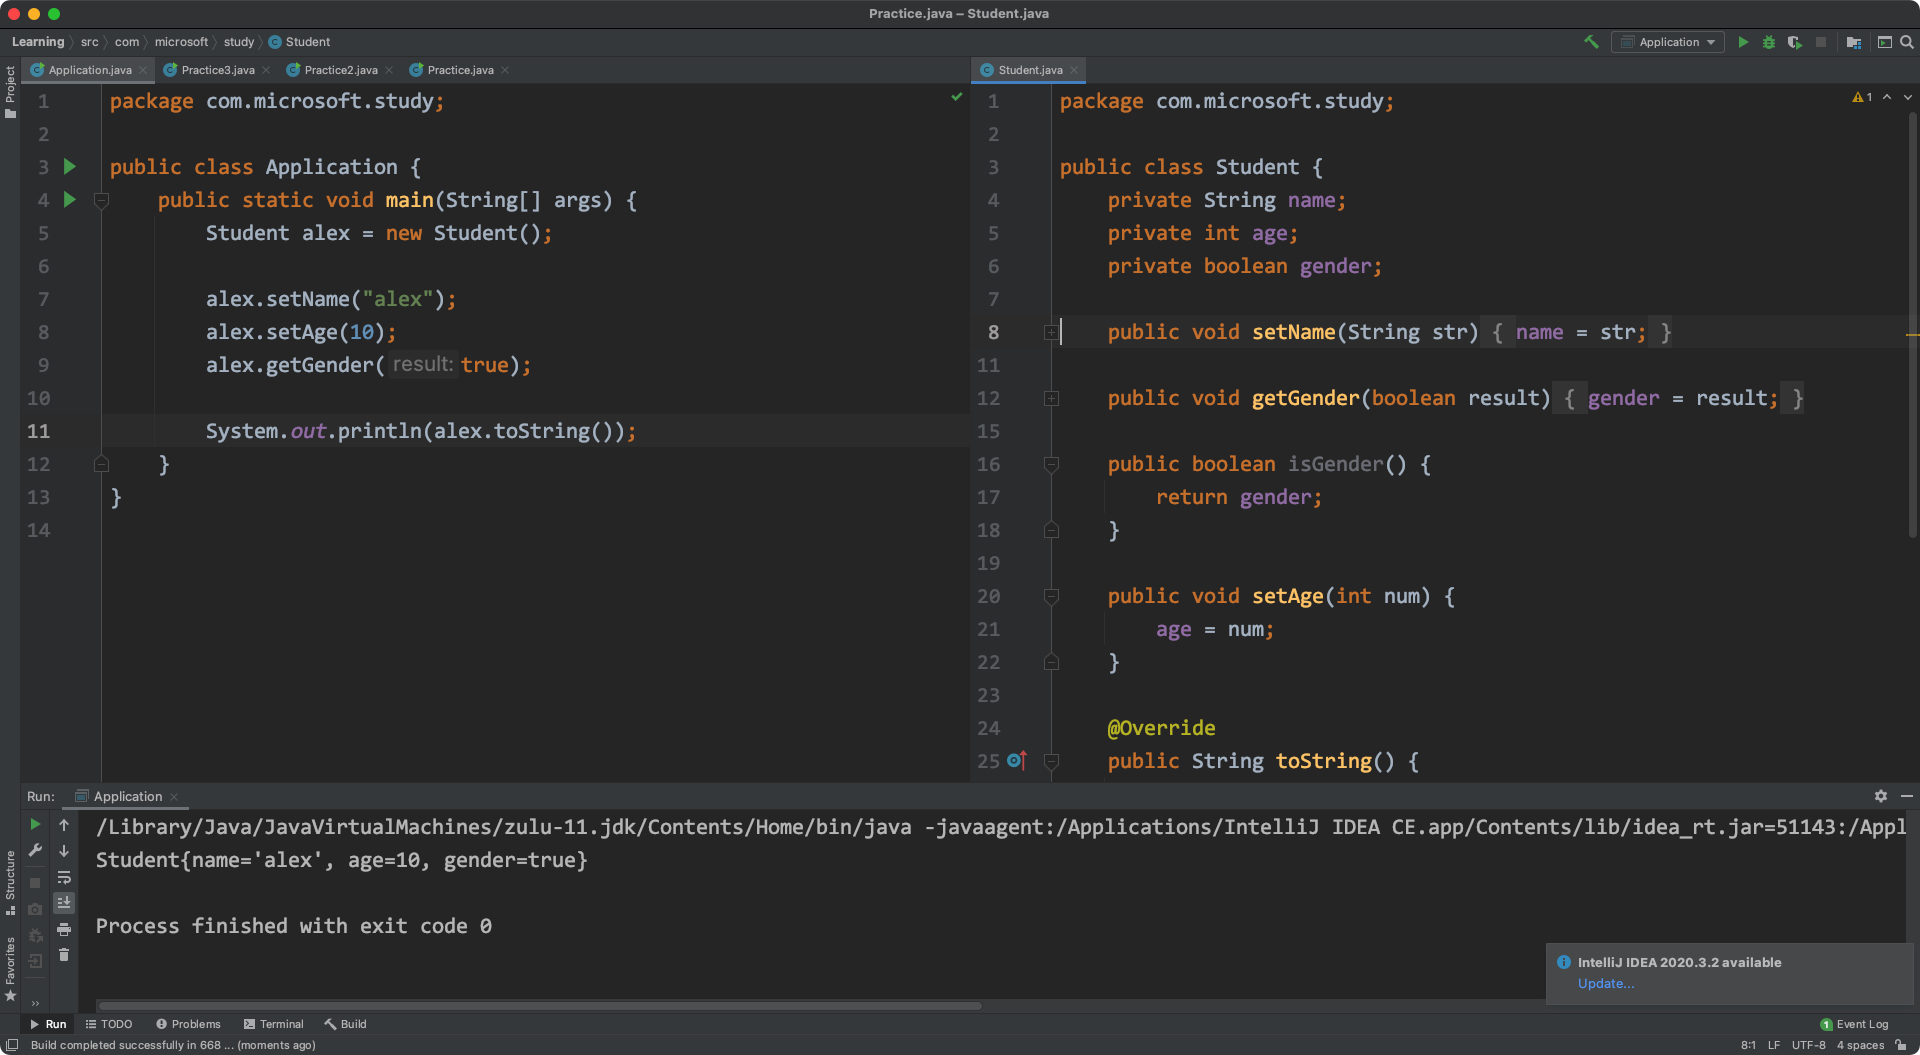 Practice.java – Student.java
Learning src com microsoft study Student
Application
Project
Application.java Practice3.java Practice2.java Practice.java
1 package com.microsoft.study;
2
3 public class Application {
4 public static void main(String[] args) {
5 Student alex = new Student();
6
7 alex.setName("alex");
8 alex.setAge(10);
9 alex.getGender( result: true);
10
11 System.out.println(alex.toString());
12 }
13 }
14
Student.java
1
1 package com.microsoft.study;
2
3 public class Student {
4 private String name;
5 private int age;
6 private boolean gender;
7
8 public void setName(String str) { name = str; }
11
12 public void getGender(boolean result) { gender = result; }
15
16 public boolean isGender() {
17 return gender;
18 }
19
20 public void setAge(int num) {
21 age = num;
22 }
23
24 @Override
25 public String toString() {
Run: Application
/Library/Java/JavaVirtualMachines/zulu-11.jdk/Contents/Home/bin/java -javaagent:/Applications/IntelliJ IDEA CE.app/Contents/lib/idea_rt.jar=51143:/Appl
Student{name='alex', age=10, gender=true}
Process finished with exit code 0
Structure
Favorites
IntelliJ IDEA 2020.3.2 available
Update...
Run TODO Problems Terminal Build
1 Event Log
Build completed successfully in 668 ... (moments ago)
8:1 LF UTF-8 4 spaces